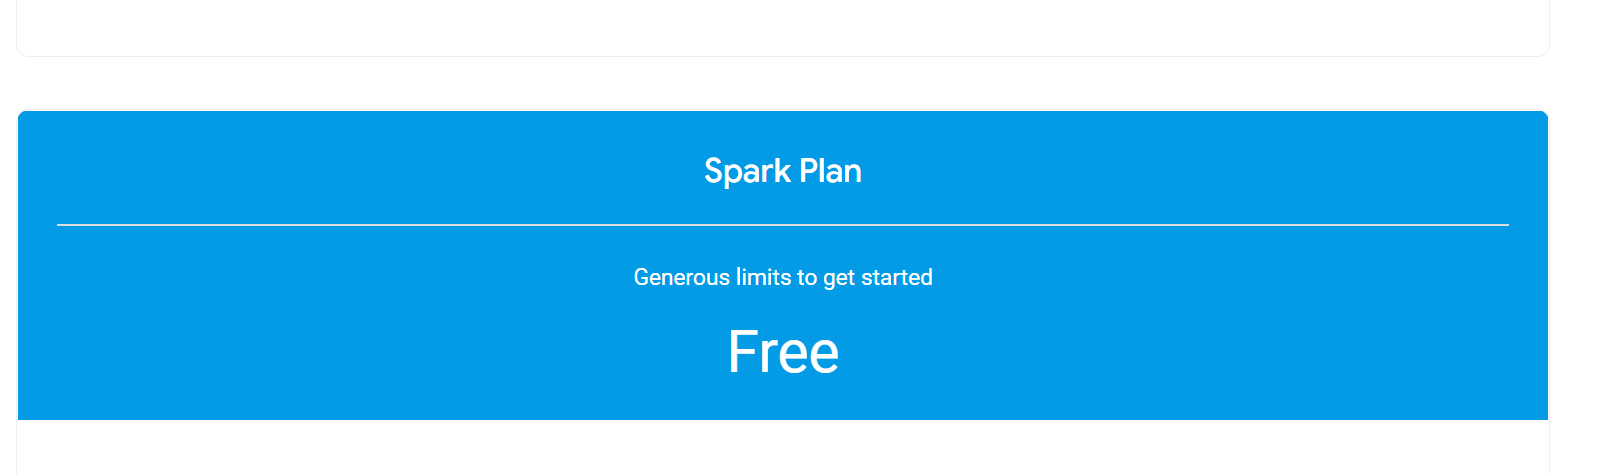 Spark Plan
Generous limits to get started
Free